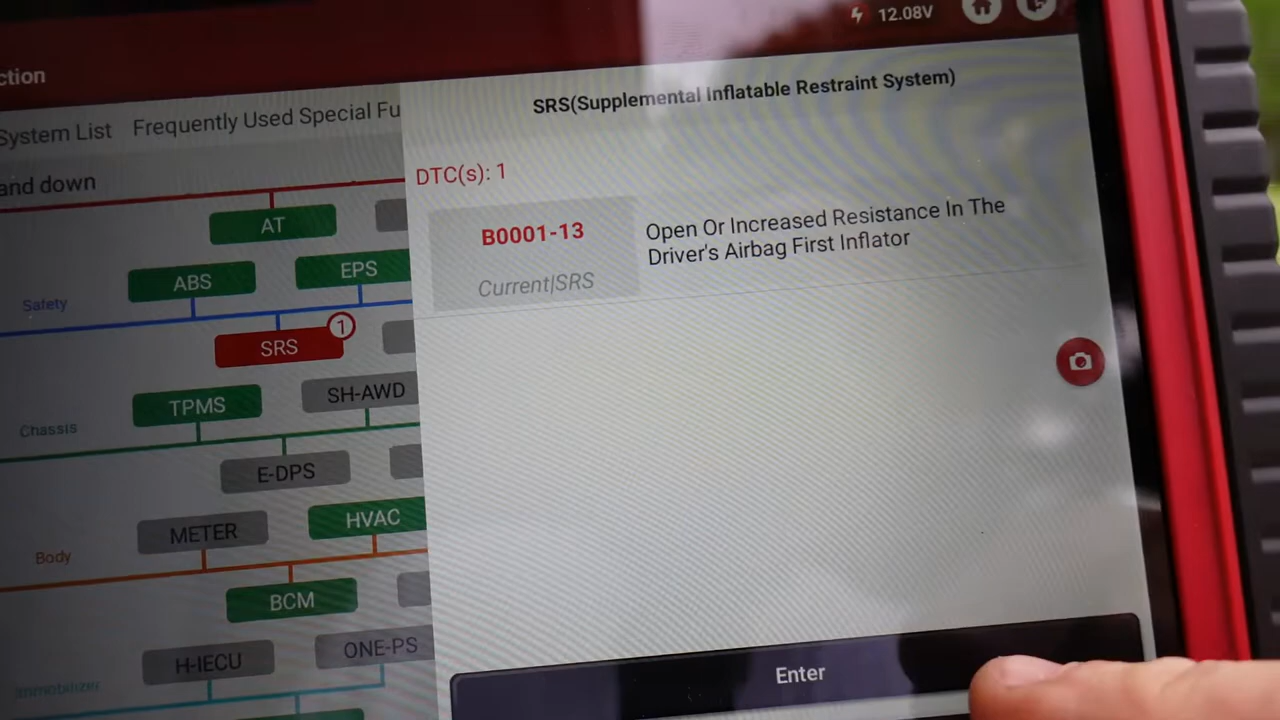 12.08V
ction
System List Frequently Used Special Fu
and down
AT
ABS
EPS
Safety
SRS
1
TPMS
SH-AWD
Chassis
E-DPS
METER
HVAC
Body
BCM
H-IECU
ONE-PS
Immobilizer
SRS(Supplemental Inflatable Restraint System)
DTC(s): 1
B0001-13
Current|SRS
Open Or Increased Resistance In The
Driver's Airbag First Inflator
Enter